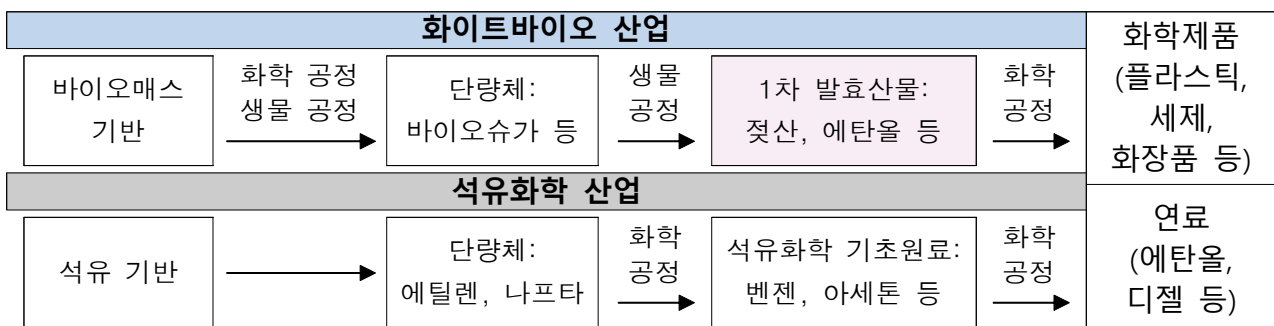 화이트바이오 산업
바이오매스
기반
화학 공정
생물 공정
단량체:
바이오슈가 등
생물
공정
1차 발효산물:
젖산, 에탄올 등
화학
공정
화학제품
(플라스틱,
세제,
화장품 등)
석유화학 산업
석유 기반
단량체:
에틸렌, 나프타
화학
공정
석유화학 기초원료:
벤젠, 아세톤 등
화학
공정
연료
(에탄올,
디젤 등)